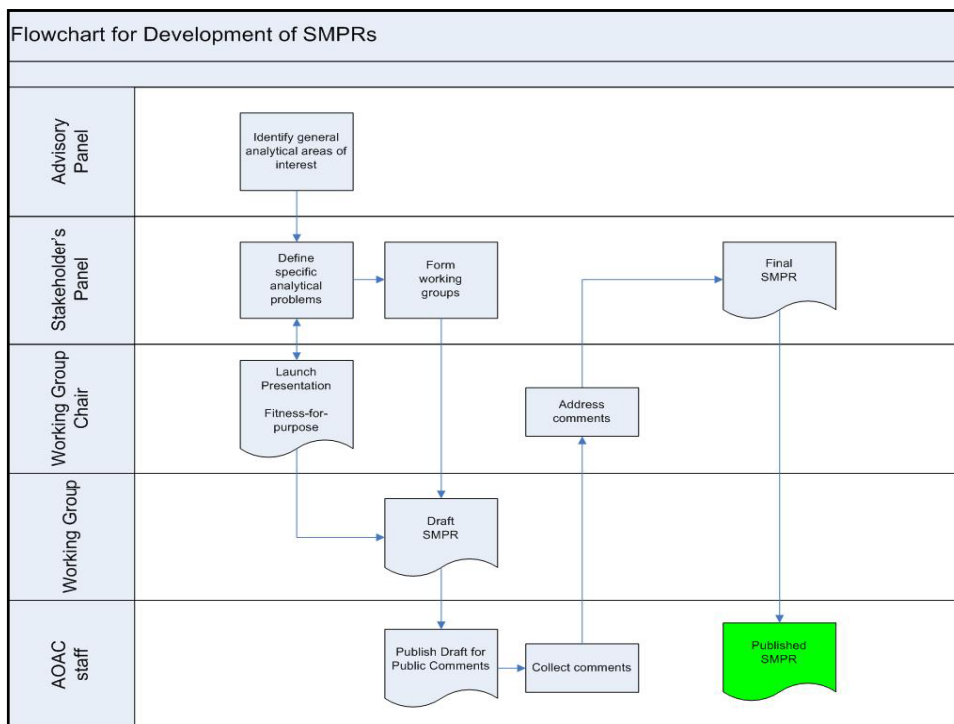 Flowchart for Development of SMPRs
Advisory
Panel
Identify general
analytical areas of
interest
Stakeholder's
Panel
Define
specific
analytical
problems
Form
working
groups
Final
SMPR
Working Group
Chair
Launch
Presentation
Fitness-for-
purpose
Address
comments
Working Group
Draft
SMPR
AOAC
staff
Publish Draft for
Public Comments
Collect comments
Published
SMPR